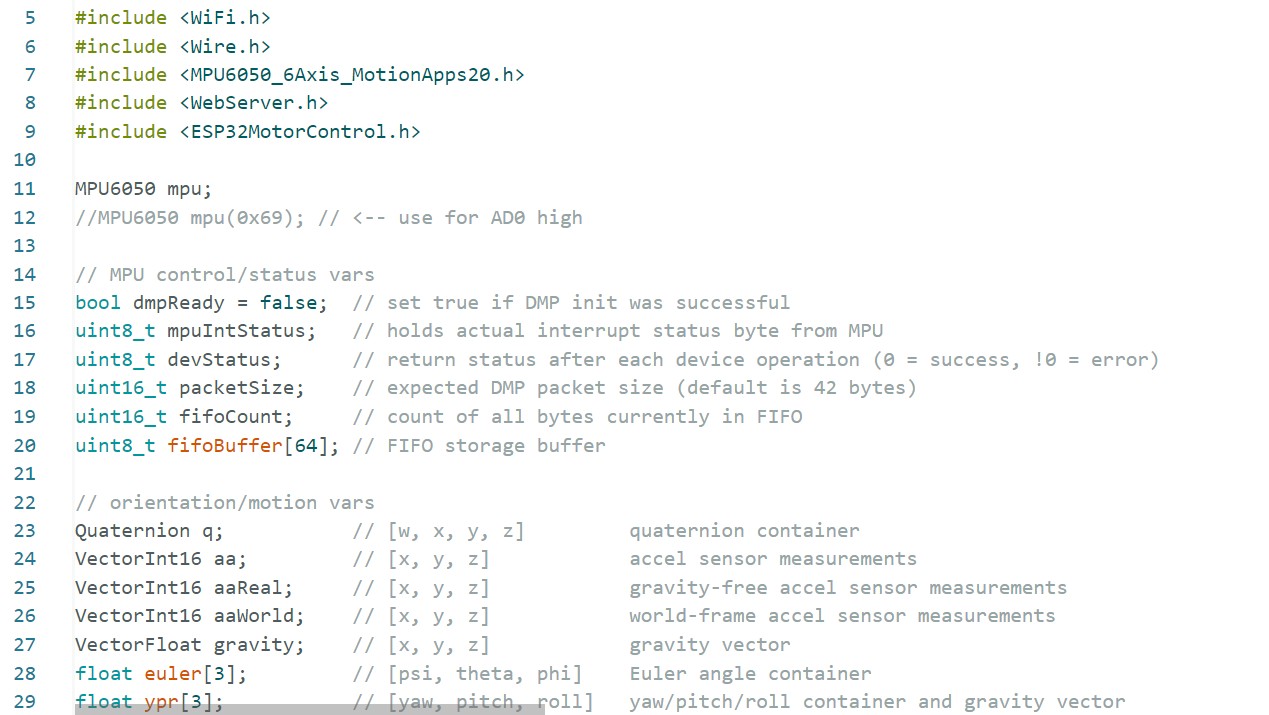 5 #include <WiFi.h>
6 #include <Wire.h>
7 #include <MPU6050_6Axis_MotionApps20.h>
8 #include <WebServer.h>
9 #include <ESP32MotorControl.h>
10
11 MPU6050 mpu;
12 //MPU6050 mpu(0x69); // <-- use for AD0 high
13
14 // MPU control/status vars
15 bool dmpReady = false;  // set true if DMP init was successful
16 uint8_t mpuIntStatus;   // holds actual interrupt status byte from MPU
17 uint8_t devStatus;      // return status after each device operation (0 = success, !0 = error)
18 uint16_t packetSize;    // expected DMP packet size (default is 42 bytes)
19 uint16_t fifoCount;     // count of all bytes currently in FIFO
20 uint8_t fifoBuffer[64]; // FIFO storage buffer
21
22 // orientation/motion vars
23 Quaternion q;           // [w, x, y, z]         quaternion container
24 VectorInt16 aa;         // [x, y, z]            accel sensor measurements
25 VectorInt16 aaReal;     // [x, y, z]            gravity-free accel sensor measurements
26 VectorInt16 aaWorld;    // [x, y, z]            world-frame accel sensor measurements
27 VectorFloat gravity;    // [x, y, z]            gravity vector
28 float euler[3];         // [psi, theta, phi]    Euler angle container
29 float ypr[3];           // [yaw, pitch, roll]   yaw/pitch/roll container and gravity vector